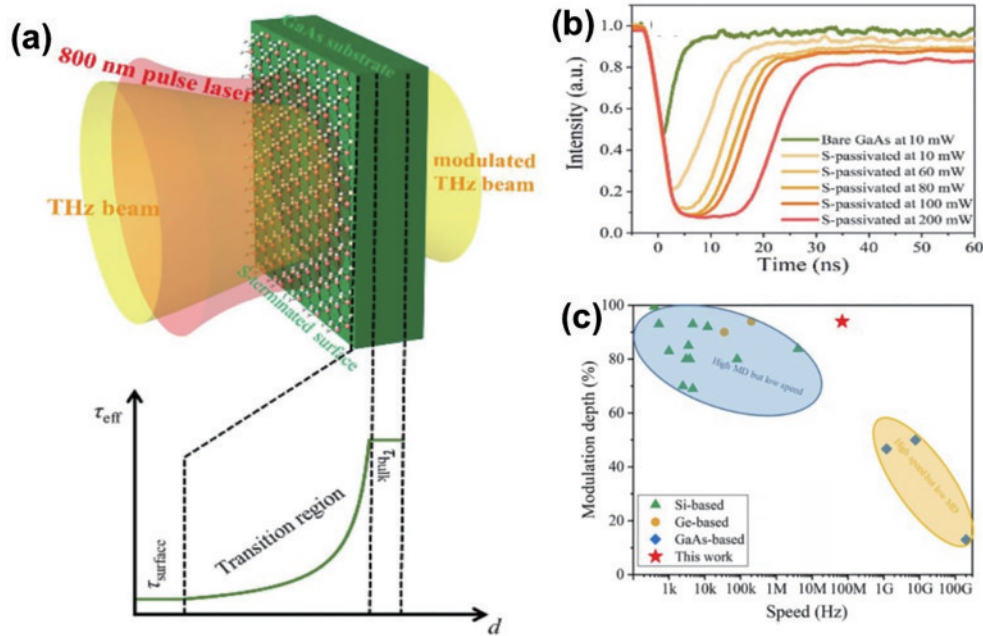 (a)
GaAs substrate
800 nm pulse laser
THz beam
modulated
THz beam
S-terminated surface
τeff
τsurface
Transition region
τbulk
d
(b)
Intensity (a.u.)
1.0
0.8
0.6
0.4
0.2
0.0
Bare GaAs at 10 mW
S-passivated at 10 mW
S-passivated at 60 mW
S-passivated at 80 mW
S-passivated at 100 mW
S-passivated at 200 mW
0 10 20 30 40 50 60
Time (ns)
(c)
Modulation depth (%)
100
80
60
40
20
0
High MD but low speed
High speed but low MD
Si-based
Ge-based
GaAs-based
This work
1k 10k 100k 1M 10M 100M 1G 10G 100G
Speed (Hz)